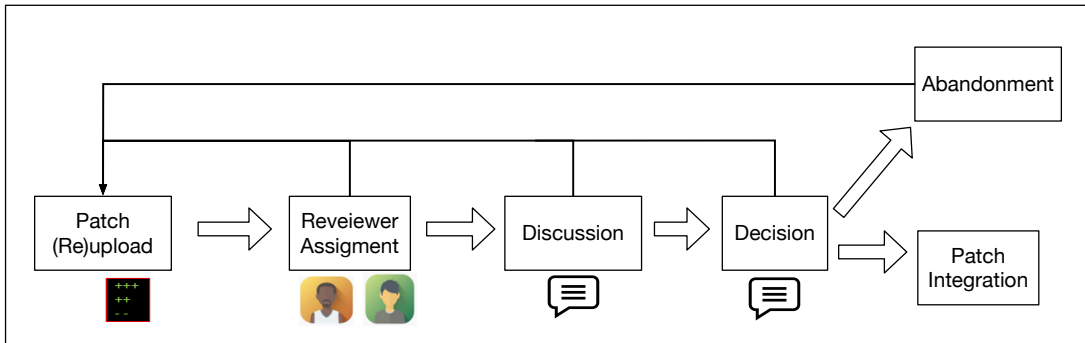 Abandonment
Patch
(Re)upload
Reveiewer
Assigment
Discussion
Decision
Patch
Integration
+++
++
--